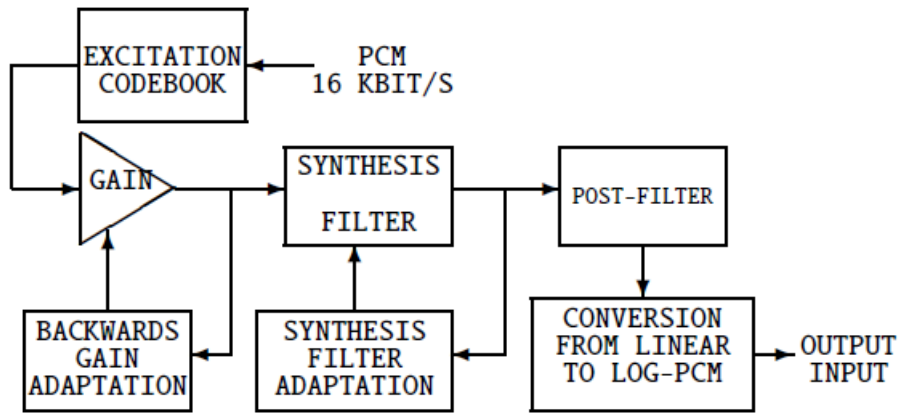 EXCITATION
CODEBOOK
PCM
16 KBIT/S
GAIN
SYNTHESIS
FILTER
POST-FILTER
BACKWARDS
GAIN
ADAPTATION
SYNTHESIS
FILTER
ADAPTATION
CONVERSION
FROM LINEAR
TO LOG-PCM
OUTPUT
INPUT